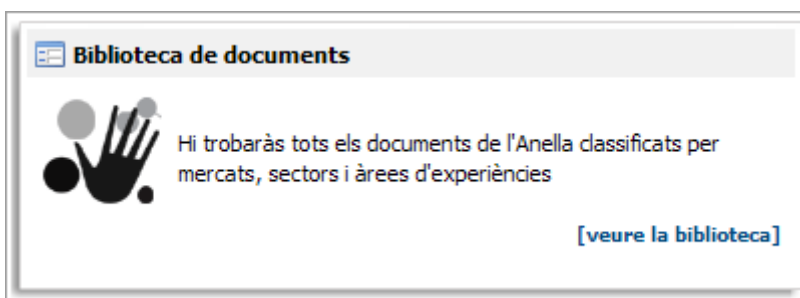 Biblioteca de documents
Hi trobaràs tots els documents de l'Anella classificats per
mercats, sectors i àrees d'experiències
[veure la biblioteca]